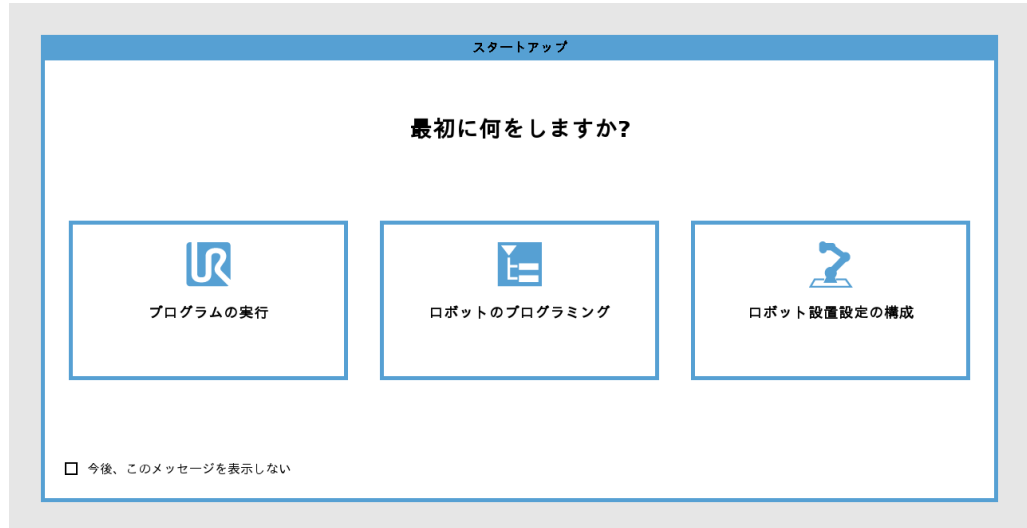 スタートアップ
最初に何をしますか?
UR
プログラムの実行
ロボットのプログラミング
ロボット設置設定の構成
今後、このメッセージを表示しない